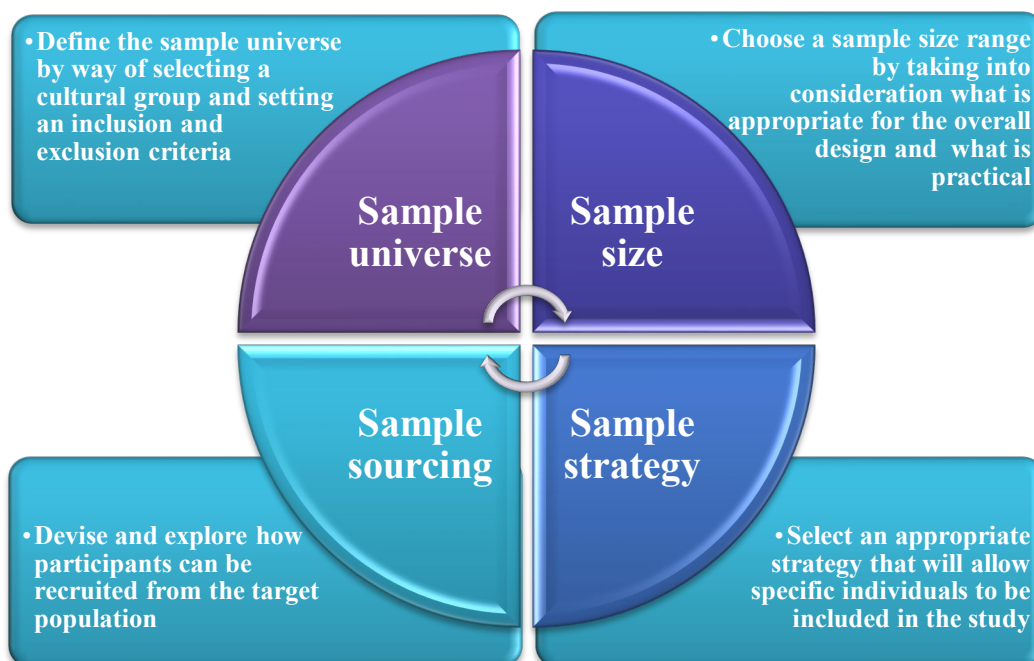 •Define the sample universe
by way of selecting a
cultural group and setting
an inclusion and
exclusion criteria
•Choose a sample size range
by taking into
consideration what is
appropriate for the overall
design and what is
practical
Sample
universe
Sample
size
Sample
sourcing
Sample
strategy
•Devise and explore how
participants can be
recruited from the target
population
•Select an appropriate
strategy that will allow
specific individuals to be
included in the study